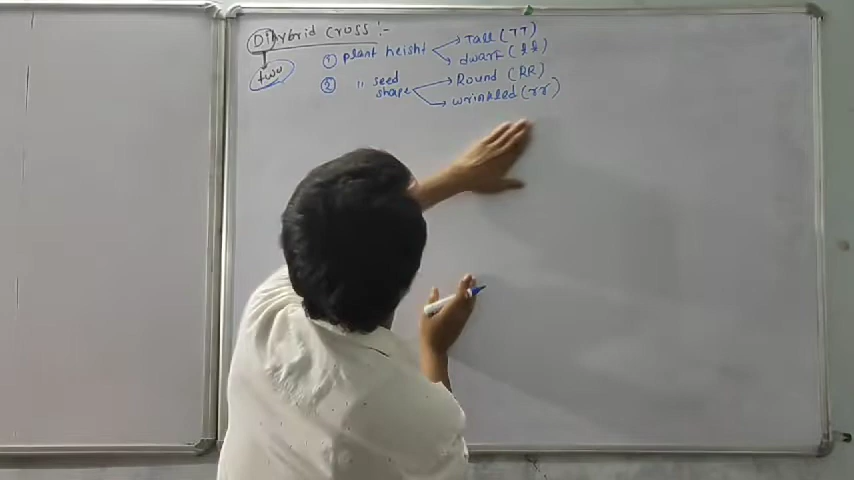 Dihybrid cross :-
two
① plant height Tall (TT)
dwarf (tt)
② " seed shape Round (RR)
wrinkled (rr)